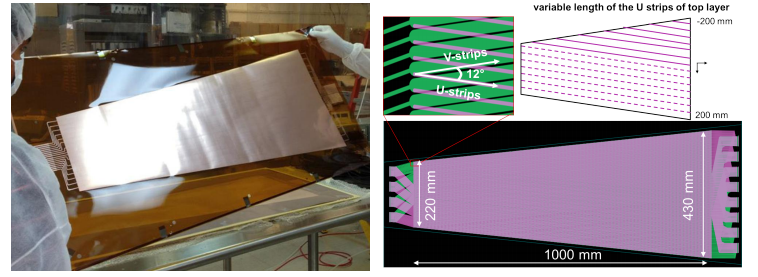 variable length of the U strips of top layer
V-strips
12°
U-strips
-200 mm
200 mm
220 mm
430 mm
1000 mm